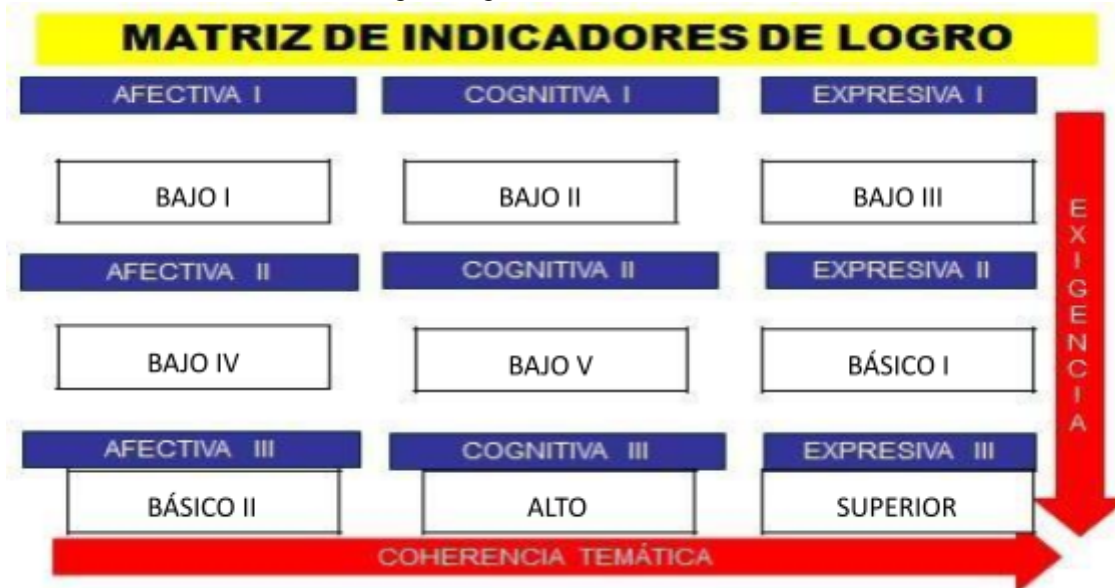 MATRIZ DE INDICADORES DE LOGRO
AFECTIVA I COGNITIVA I EXPRESIVA I
BAJO I BAJO II BAJO III
AFECTIVA II COGNITIVA II EXPRESIVA II
BAJO IV BAJO V BÁSICO I
AFECTIVA III COGNITIVA III EXPRESIVA III
BÁSICO II ALTO SUPERIOR
COHERENCIA TEMÁTICA
EXIGENCIA